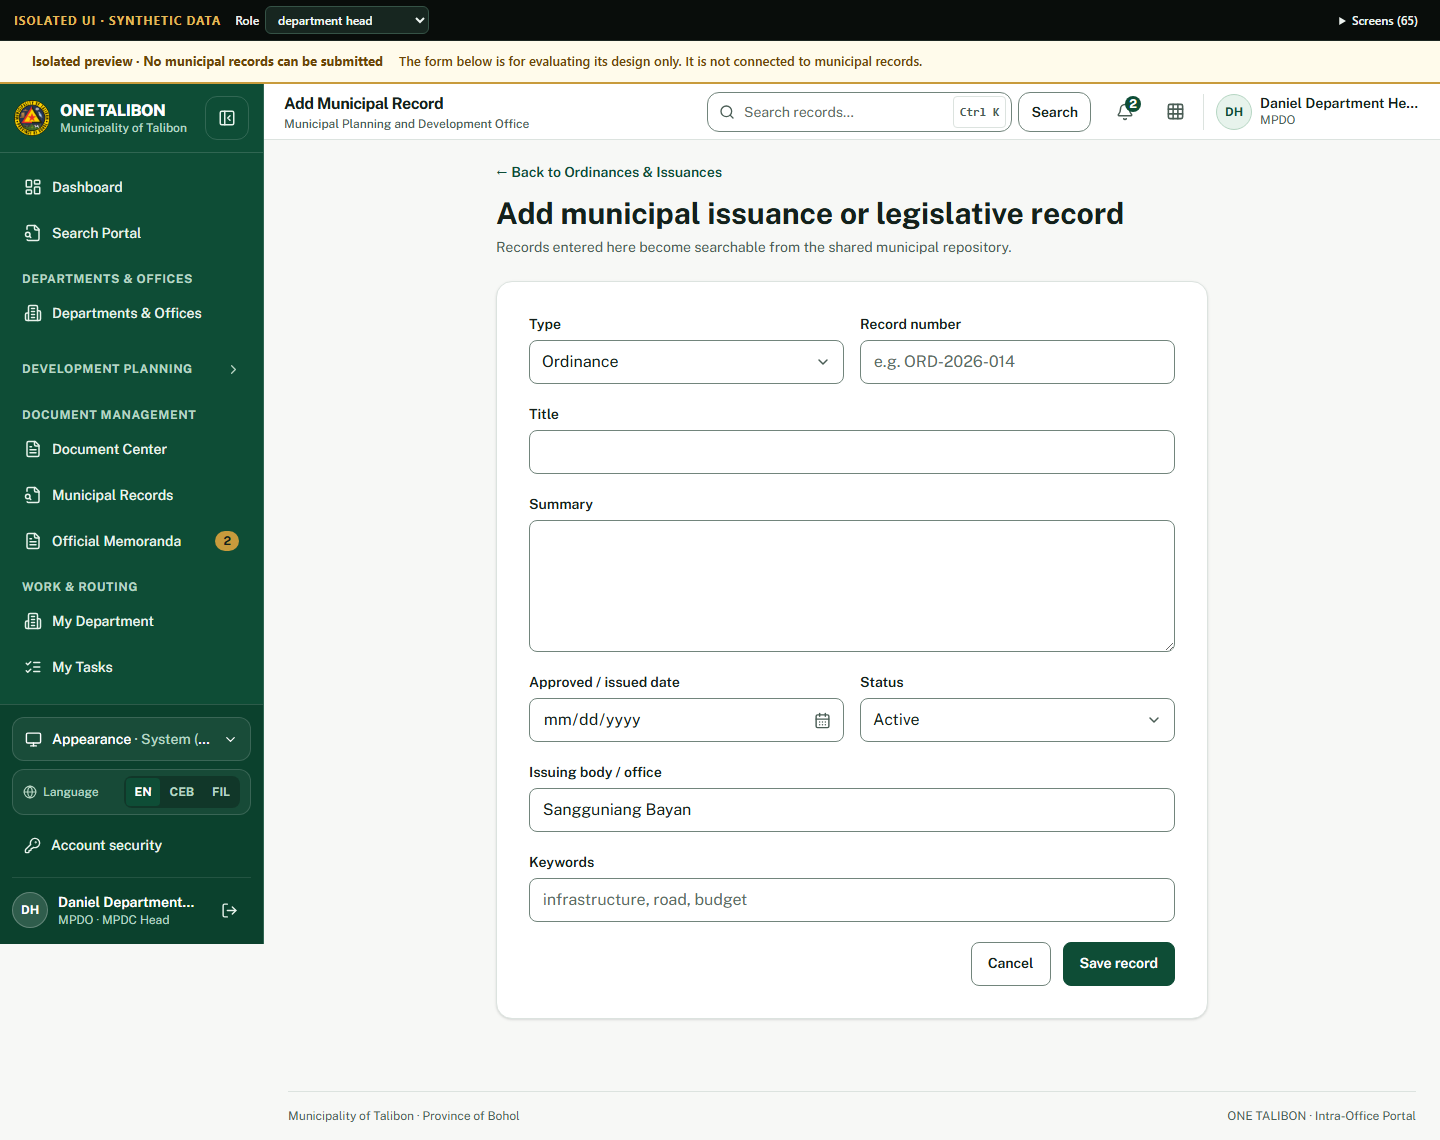 ISOLATED UI · SYNTHETIC DATA Role department head Screens (65)
Isolated preview · No municipal records can be submitted The form below is for evaluating its design only. It is not connected to municipal records.
ONE TALIBON
Municipality of Talibon
Add Municipal Record
Municipal Planning and Development Office
Search records... Ctrl K Search 2
DH Daniel Department He...
MPDO
Dashboard
Search Portal
DEPARTMENTS & OFFICES
Departments & Offices
DEVELOPMENT PLANNING
DOCUMENT MANAGEMENT
Document Center
Municipal Records
Official Memoranda 2
WORK & ROUTING
My Department
My Tasks
Appearance · System (...
Language EN CEB FIL
Account security
DH Daniel Department...
MPDO · MPDC Head
← Back to Ordinances & Issuances
Add municipal issuance or legislative record
Records entered here become searchable from the shared municipal repository.
Type Record number
Ordinance e.g. ORD-2026-014
Title
Summary
Approved / issued date Status
mm/dd/yyyy Active
Issuing body / office
Sangguniang Bayan
Keywords
infrastructure, road, budget
Cancel Save record
Municipality of Talibon · Province of Bohol ONE TALIBON · Intra-Office Portal